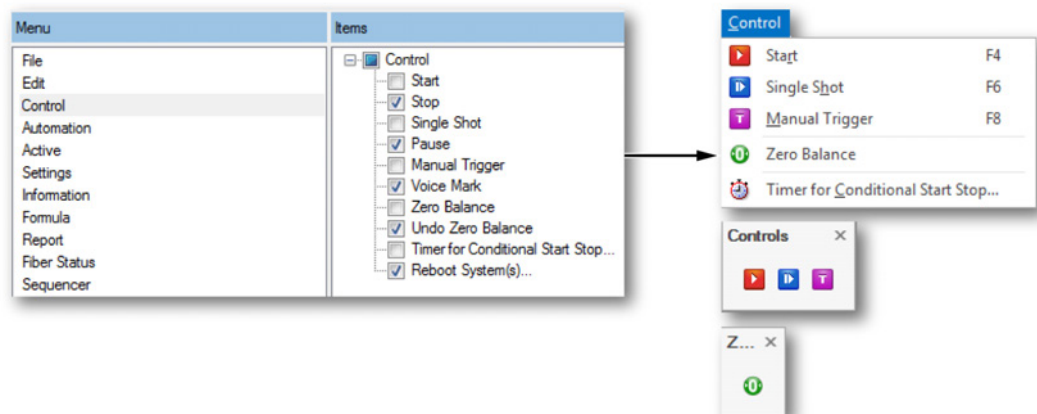 Menu
File
Edit
Control
Automation
Active
Settings
Information
Formula
Report
Fiber Status
Sequencer
Items
Control
Start
Stop
Single Shot
Pause
Manual Trigger
Voice Mark
Zero Balance
Undo Zero Balance
Timer for Conditional Start Stop...
Reboot System(s)...
Control
Start F4
Single Shot F6
T Manual Trigger F8
0 Zero Balance
Timer for Conditional Start Stop...
Controls ×
T
Z... ×
0